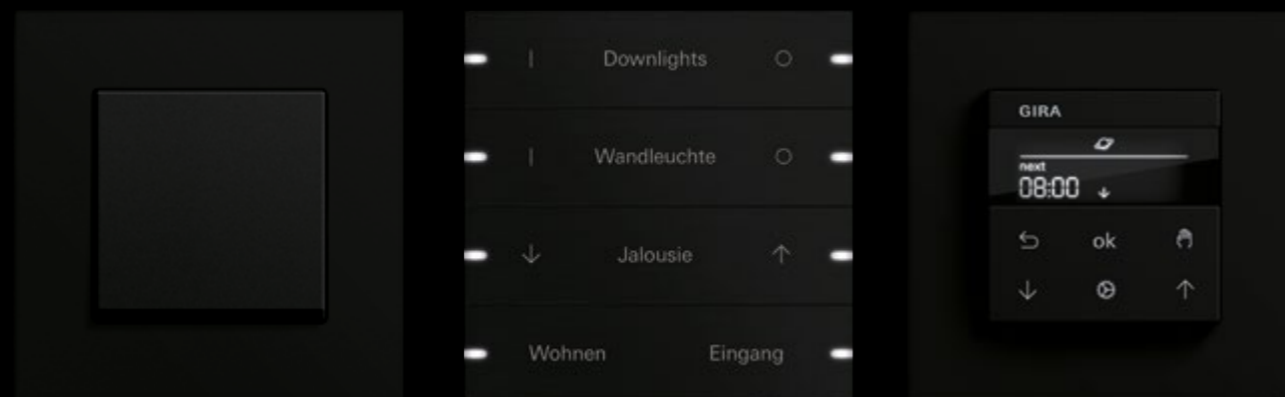 Downlights
Wandleuchte
Jalousie
Wohnen Eingang
GIRA
next
08:00
ok